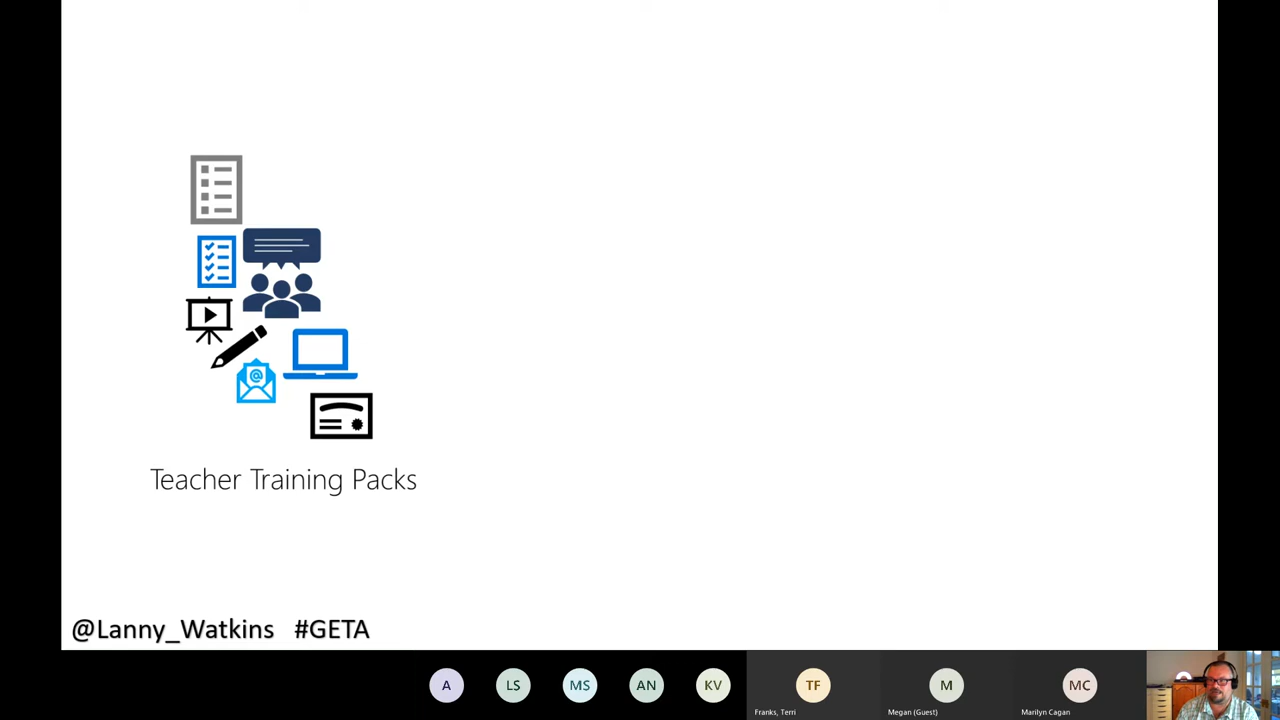 @
Teacher Training Packs
@Lanny_Watkins #GETA
A
LS
MS
AN
KV
TF
M
MC
Franks, Terri
Megan (Guest)
Marilyn Cagan